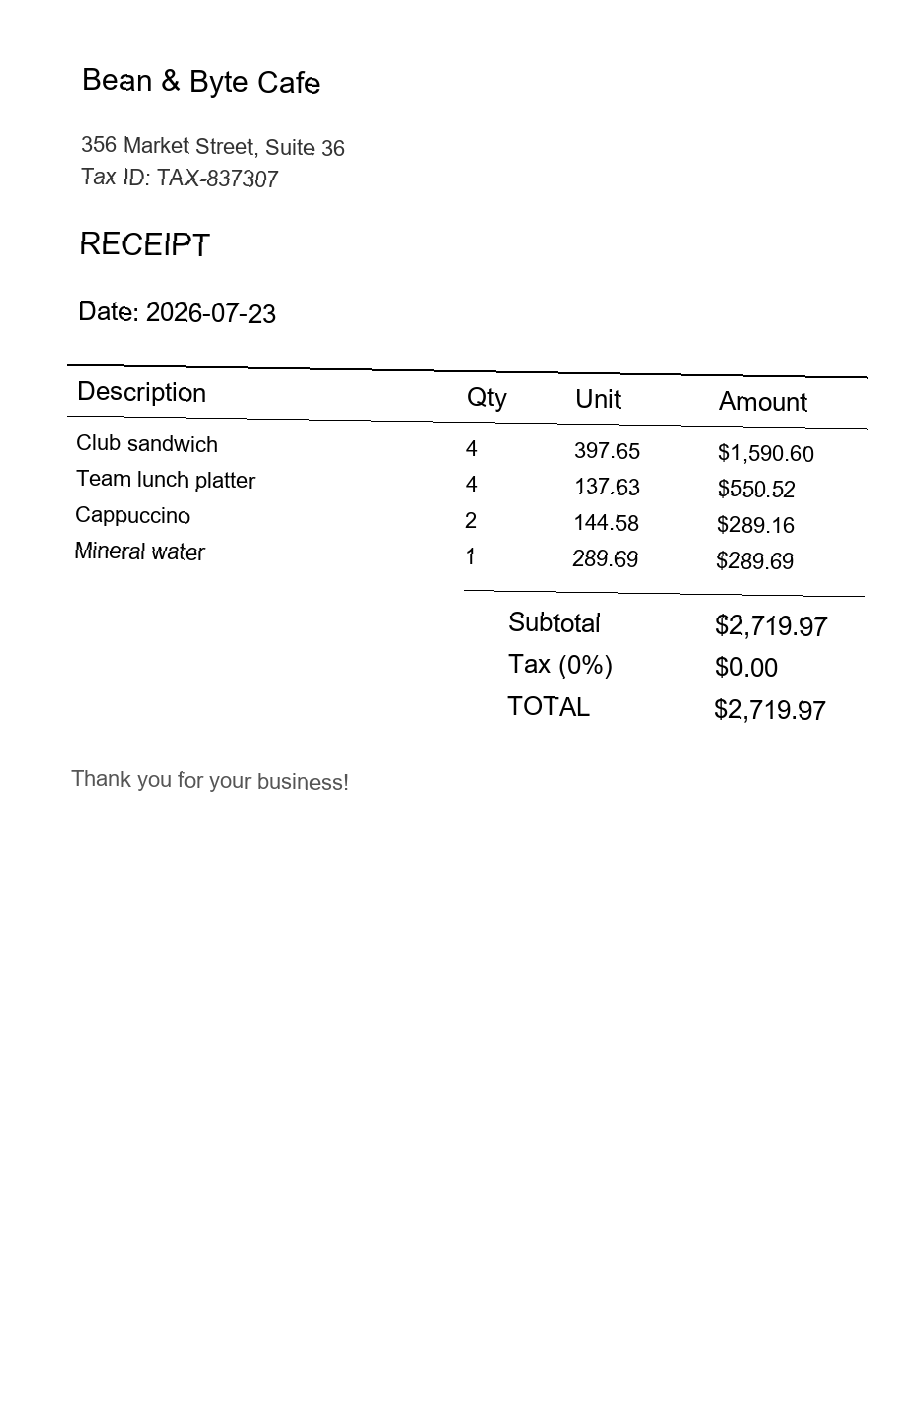 Bean & Byte Cafe
356 Market Street, Suite 36
Tax ID: TAX-837307
RECEIPT
Date: 2026-07-23
Description Qty Unit Amount
Club sandwich 4 397.65 $1,590.60
Team lunch platter 4 137.63 $550.52
Cappuccino 2 144.58 $289.16
Mineral water 1 289.69 $289.69
Subtotal $2,719.97
Tax (0%) $0.00
TOTAL $2,719.97
Thank you for your business!